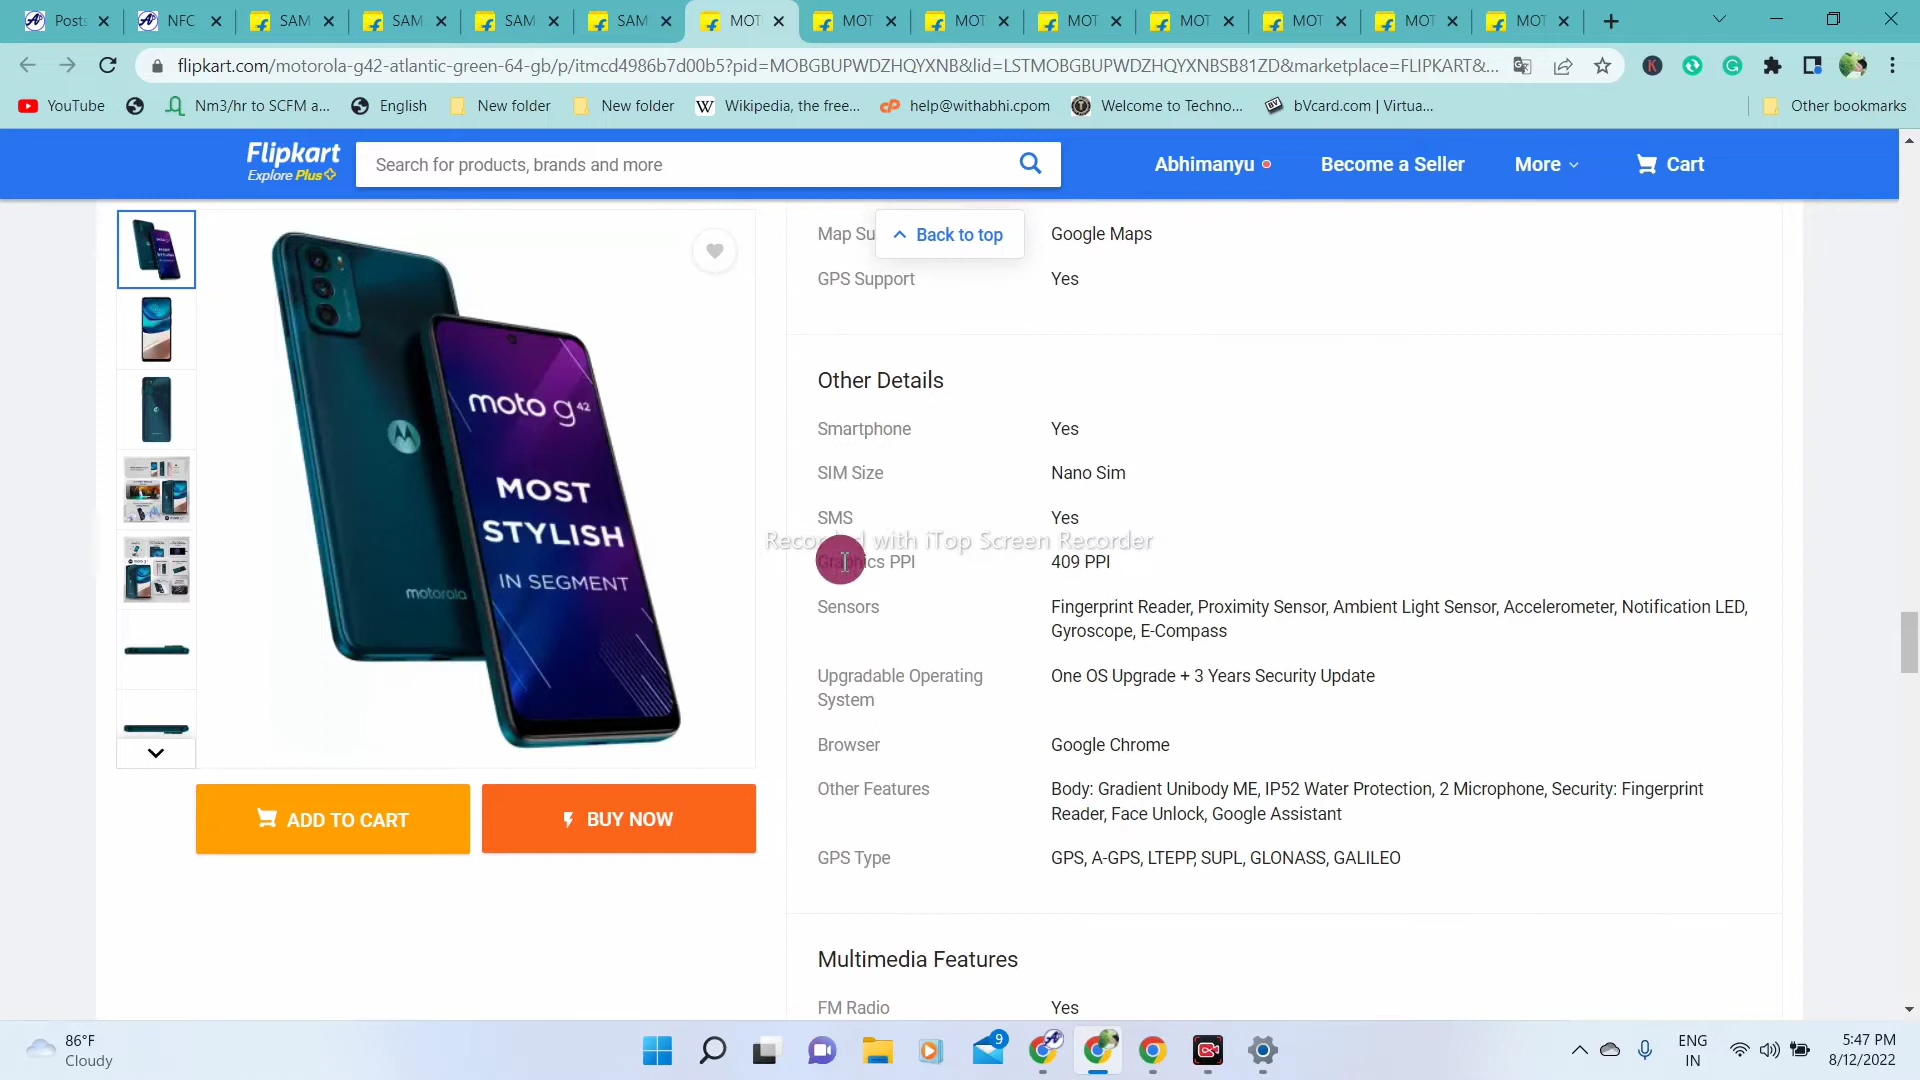 Posts
NFC
SAM
SAM
SAM
SAM
MOT
MOT
MOT
MOT
MOT
MOT
MOT
MOT
flipkart.com/motorola-g42-atlantic-green-64-gb/p/itmcd4986b7d00b5?pid=MOBGBUPWDZHQYXNB&lid=LSTMOBGBUPWDZHQYXNBSB81ZD&marketplace=FLIPKART&...
YouTube
Nm3/hr to SCFM a...
English
New folder
New folder
Wikipedia, the free...
help@withabhi.cpom
Welcome to Techno...
bVcard.com | Virtua...
Other bookmarks
Flipkart
Explore Plus
Search for products, brands and more
Abhimanyu
Become a Seller
More
Cart
Back to top
Map Su
Google Maps
GPS Support
Yes
Other Details
Smartphone
Yes
SIM Size
Nano Sim
SMS
Yes
Recorded with iTop Screen Recorder
Graphics PPI
409 PPI
Sensors
Fingerprint Reader, Proximity Sensor, Ambient Light Sensor, Accelerometer, Notification LED,
Gyroscope, E-Compass
Upgradable Operating
System
One OS Upgrade + 3 Years Security Update
Browser
Google Chrome
Other Features
Body: Gradient Unibody ME, IP52 Water Protection, 2 Microphone, Security: Fingerprint
Reader, Face Unlock, Google Assistant
GPS Type
GPS, A-GPS, LTEPP, SUPL, GLONASS, GALILEO
Multimedia Features
FM Radio
Yes
moto g42
MOST
STYLISH
IN SEGMENT
motorola
ADD TO CART
BUY NOW
86°F
Cloudy
9
ENG
IN
5:47 PM
8/12/2022